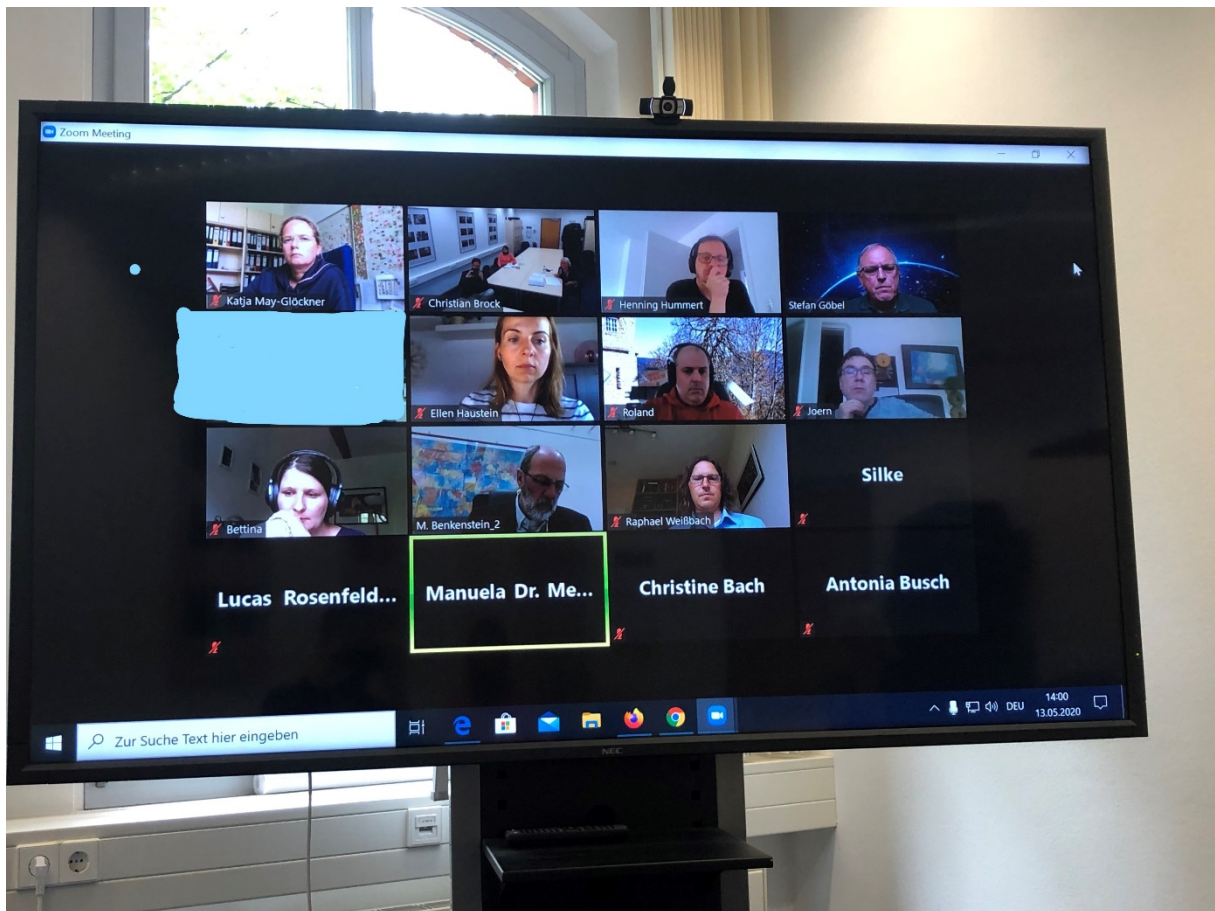 Zoom Meeting
Katja May-Glöckner
Christian Brock
Henning Hummert
Stefan Göbel
Ellen Haustein
Roland
Joern
Bettina
M. Benkenstein_2
Raphael Weißbach
Silke
Lucas Rosenfeld...
Manuela Dr. Me...
Christine Bach
Antonia Busch
Zur Suche Text hier eingeben
DEU
14:00
13.05.2020
NEC